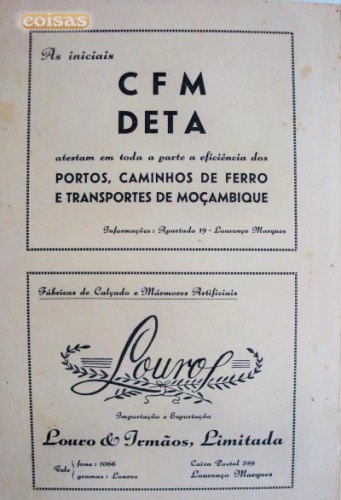 coisas
As iniciais
CFM
DETA
atestam em toda a parte a eficiência dos
PORTOS, CAMINHOS DE FERRO
E TRANSPORTES DE MOÇAMBIQUE
Informações: Apartado 19 - Lourenço Marques
Fábricas de Calçado e Mármores Artificiais
Louros
Importação e Exportação
Louro & Irmãos, Limitada
Tele { fone: 1066
gramas: Louros
Caixa Postal 389
Lourenço Marques